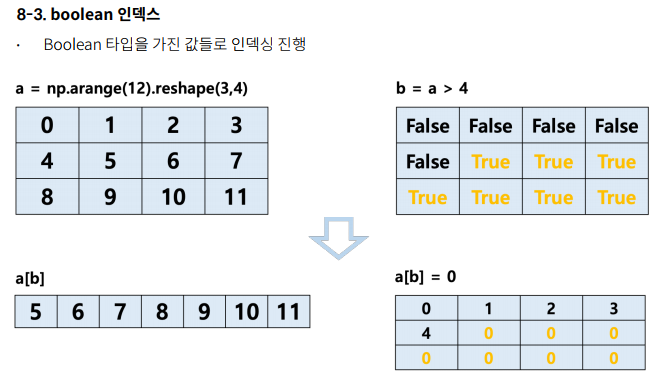 8-3. boolean 인덱스
· Boolean 타입을 가진 값들로 인덱싱 진행
a = np.arange(12).reshape(3,4)
0 1 2 3
4 5 6 7
8 9 10 11
b = a > 4
False False False False
False True True True
True True True True
a[b]
5 6 7 8 9 10 11
a[b] = 0
0 1 2 3
4 0 0 0
0 0 0 0